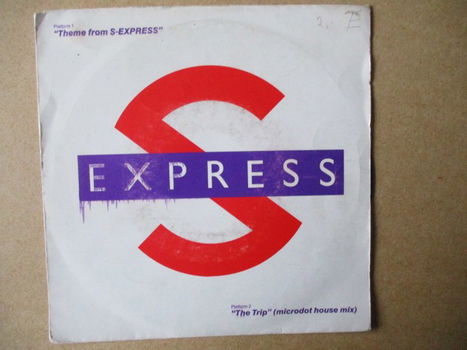 Platform 1
"Theme from S-EXPRESS"
S
EXPRESS
Platform 2
"The Trip" (microdot house mix)